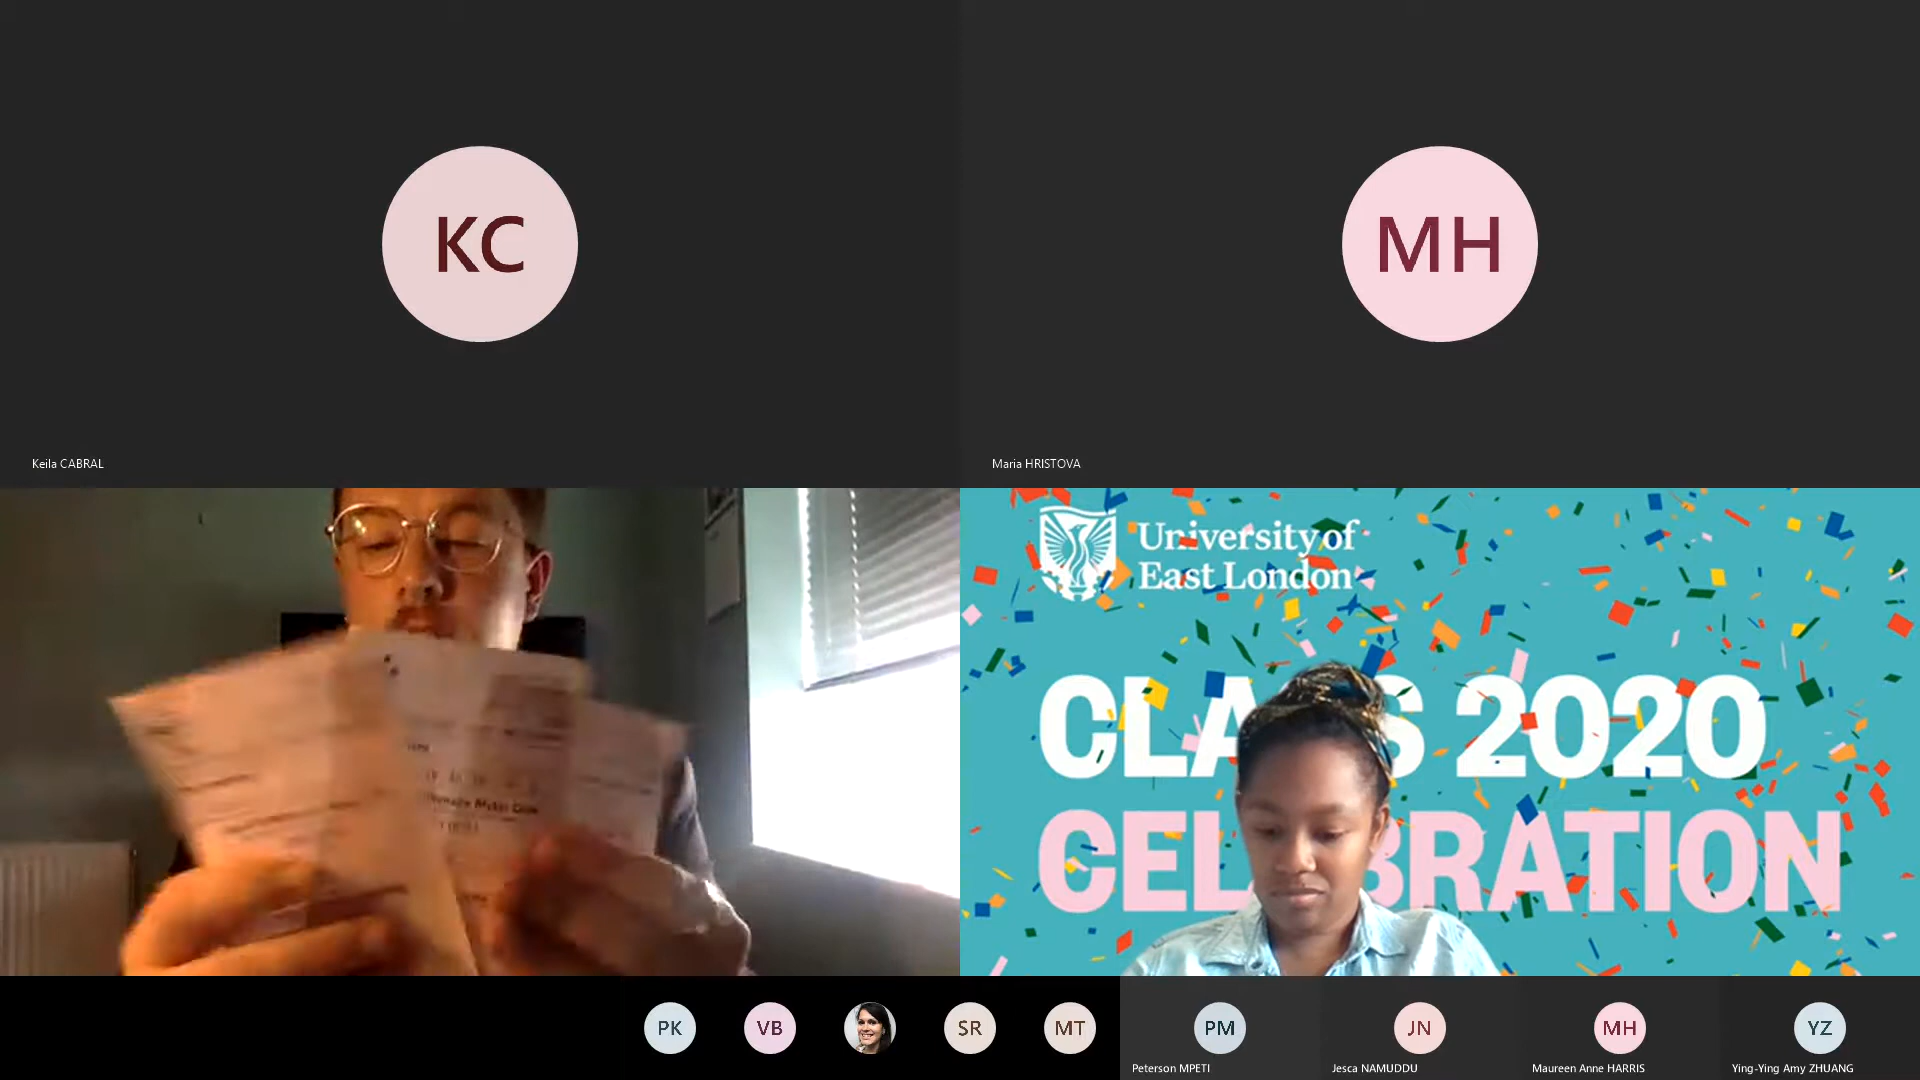 KC
MH
Keila CABRAL
Maria HRISTOVA
University of
East London
CLA S 2020
CEL BRATION
PK
VB
SR
MT
PM
JN
MH
YZ
Peterson MPETI
Jesca NAMUDDU
Maureen Anne HARRIS
Ying-Ying Amy ZHUANG